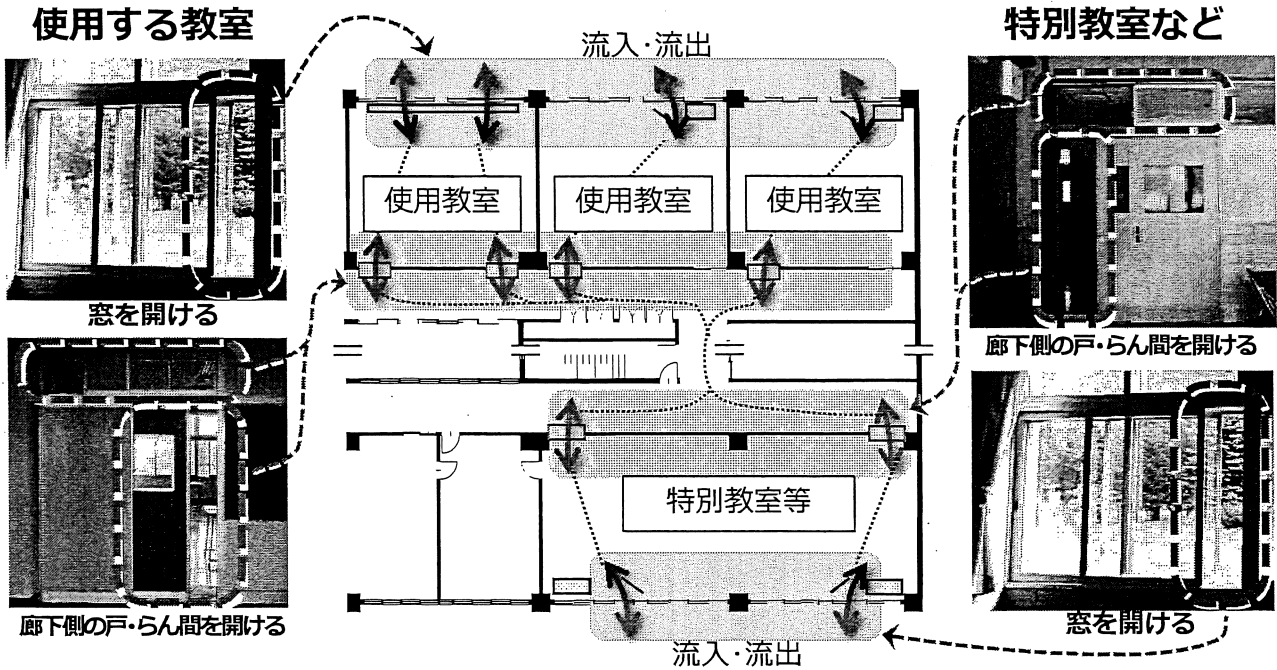 使用する教室
特別教室など
流入・流出
使用教室
使用教室
使用教室
窓を開ける
廊下側の戸・らん間を開ける
廊下側の戸・らん間を開ける
特別教室等
窓を開ける
流入・流出